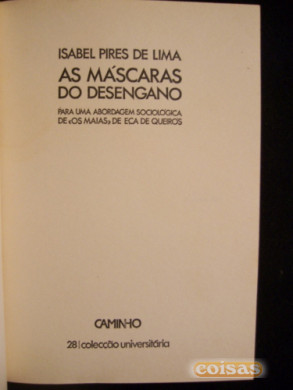 ISABEL PIRES DE LIMA
AS MÁSCARAS
DO DESENGANO
PARA UMA ABORDAGEM SOCIOLÓGICA
DE «OS MAIAS» DE EÇA DE QUEIRÓS
CAMINHO
28|colecção universitária
coisas